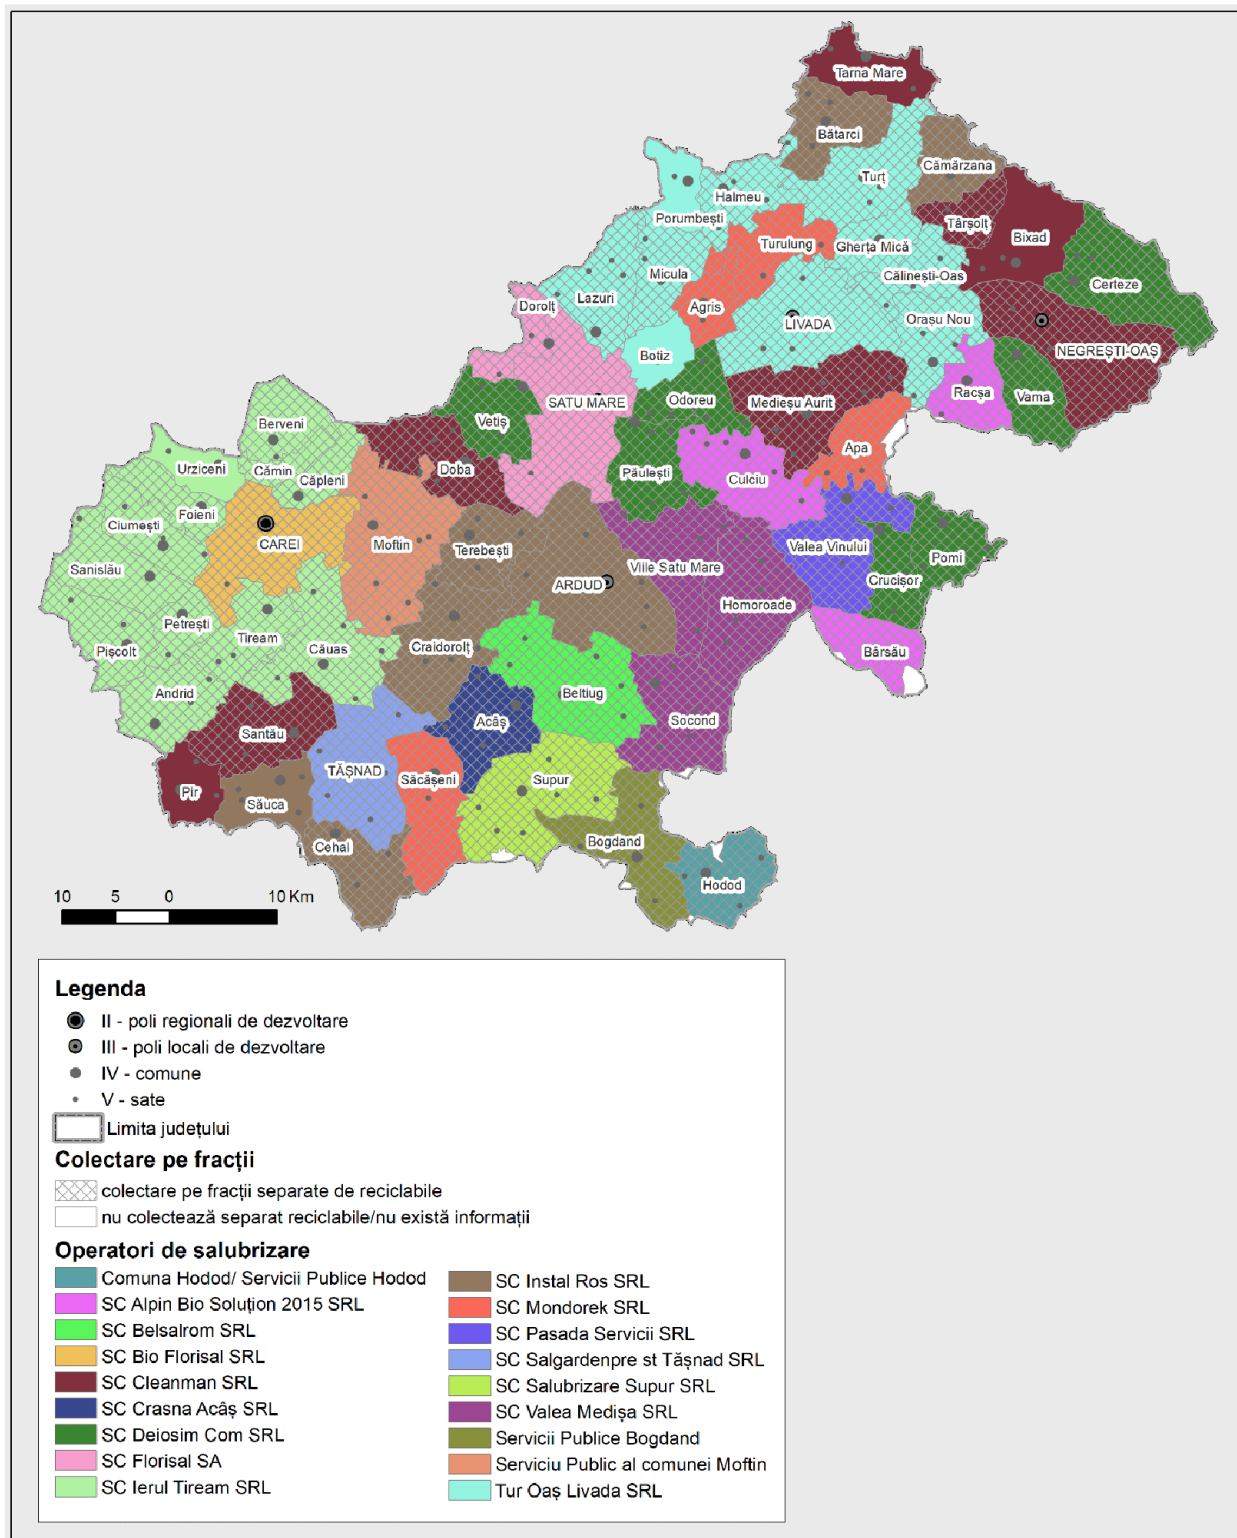 Tarna Mare
Bătarci
Cămărzana
Turț
Halmeu
Porumbești
Târșolț
Bixad
Turulung
Gherța Mică
Micula
Călinești-Oaș
Certeze
Lazuri
Agris
Dorolț
LIVADA
Orașu Nou
Botiz
NEGREȘTI-OAȘ
Racșa
Vama
Odoreu
Medieșu Aurit
SATU MARE
Vetiș
Berveni
Apa
Urziceni
Cămin
Căpleni
Doba
Păulești
Culciu
Foieni
Ciumești
CAREI
Moftin
Terebești
Valea Vinului
Pomi
Sanislău
Viile Satu Mare
ARDUD
Crucișor
Homoroade
Petrești
Tiream
Pișcolt
Căuas
Craidorolț
Bârsău
Andrid
Beltiug
Acâș
Socond
Santău
TĂȘNAD
Săcășeni
Supur
Pir
Săuca
Cehal
Bogdand
Hodod
10 5 0 10 Km
Legenda
II - poli regionali de dezvoltare
III - poli locali de dezvoltare
IV - comune
V - sate
Limita județului
Colectare pe fracții
colectare pe fracții separate de reciclabile
nu colectează separat reciclabile/nu există informații
Operatori de salubrizare
Comuna Hodod/ Servicii Publice Hodod
SC Alpin Bio Soluțion 2015 SRL
SC Belsalrom SRL
SC Bio Florisal SRL
SC Cleanman SRL
SC Crasna Acâș SRL
SC Deiosim Com SRL
SC Florisal SA
SC Ierul Tiream SRL
SC Instal Ros SRL
SC Mondorek SRL
SC Pasada Servicii SRL
SC Salgardenpre st Tășnad SRL
SC Salubrizare Supur SRL
SC Valea Medișa SRL
Servicii Publice Bogdand
Serviciu Public al comunei Moftin
Tur Oaș Livada SRL